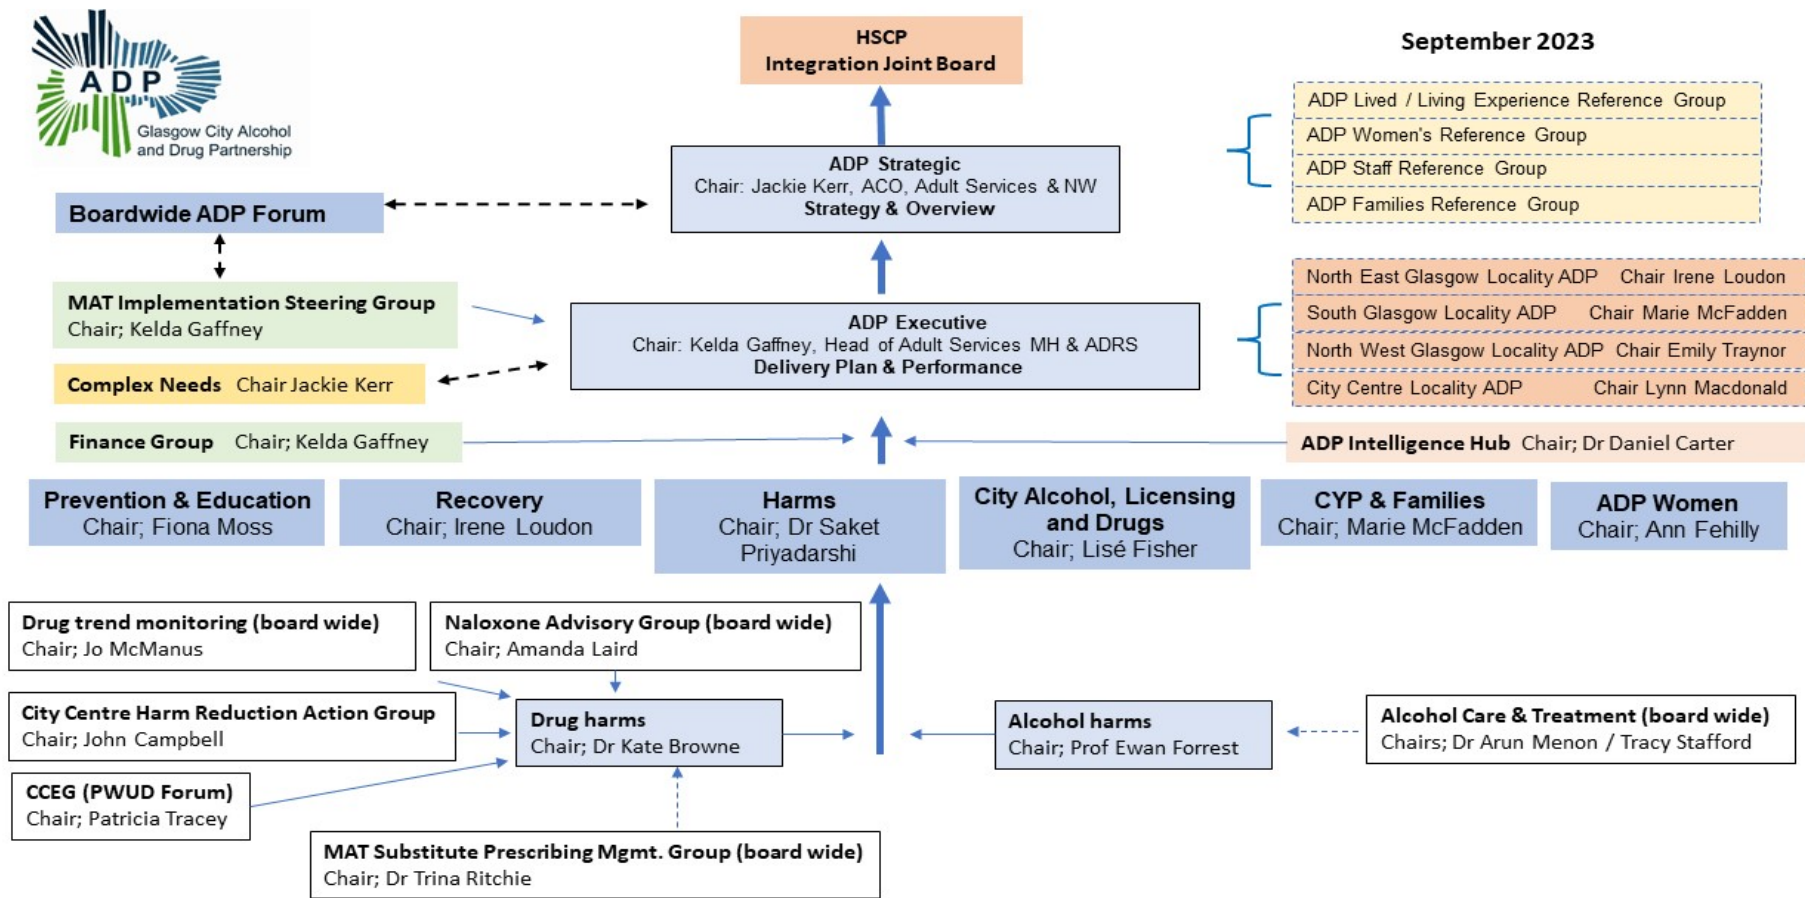 ADP
Glasgow City Alcohol
and Drug Partnership
HSCP
Integration Joint Board
September 2023
ADP Lived / Living Experience Reference Group
ADP Women's Reference Group
ADP Staff Reference Group
ADP Families Reference Group
ADP Strategic
Chair: Jackie Kerr, ACO, Adult Services & NW
Strategy & Overview
Boardwide ADP Forum
MAT Implementation Steering Group
Chair; Kelda Gaffney
ADP Executive
Chair: Kelda Gaffney, Head of Adult Services MH & ADRS
Delivery Plan & Performance
North East Glasgow Locality ADP Chair Irene Loudon
South Glasgow Locality ADP Chair Marie McFadden
North West Glasgow Locality ADP Chair Emily Traynor
City Centre Locality ADP Chair Lynn Macdonald
Complex Needs Chair Jackie Kerr
Finance Group Chair; Kelda Gaffney
ADP Intelligence Hub Chair; Dr Daniel Carter
Prevention & Education
Chair; Fiona Moss
Recovery
Chair; Irene Loudon
Harms
Chair; Dr Saket
Priyadarshi
City Alcohol, Licensing
and Drugs
Chair; Lisé Fisher
CYP & Families
Chair; Marie McFadden
ADP Women
Chair; Ann Fehilly
Drug trend monitoring (board wide)
Chair; Jo McManus
Naloxone Advisory Group (board wide)
Chair; Amanda Laird
City Centre Harm Reduction Action Group
Chair; John Campbell
Drug harms
Chair; Dr Kate Browne
Alcohol harms
Chair; Prof Ewan Forrest
Alcohol Care & Treatment (board wide)
Chairs; Dr Arun Menon / Tracy Stafford
CCEG (PWUD Forum)
Chair; Patricia Tracey
MAT Substitute Prescribing Mgmt. Group (board wide)
Chair; Dr Trina Ritchie